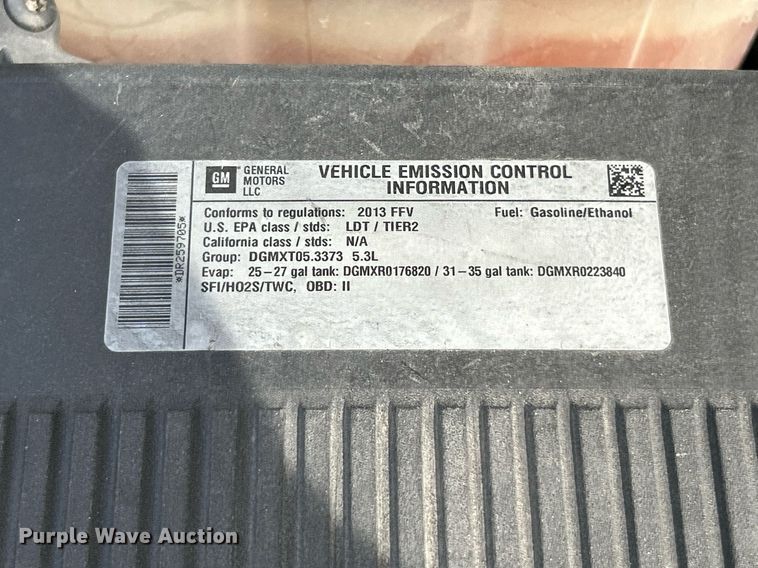 GM
GENERAL MOTORS LLC
VEHICLE EMISSION CONTROL INFORMATION
Conforms to regulations: 2013 FFV Fuel: Gasoline/Ethanol
U.S. EPA class / stds: LDT / TIER2
California class / stds: N/A
Group: DGMXT05.3373 5.3L
Evap: 25-27 gal tank: DGMXR0176820 / 31-35 gal tank: DGMXR0223840
SFI/HO2S/TWC, OBD: II
*DR259705*
Purple Wave Auction